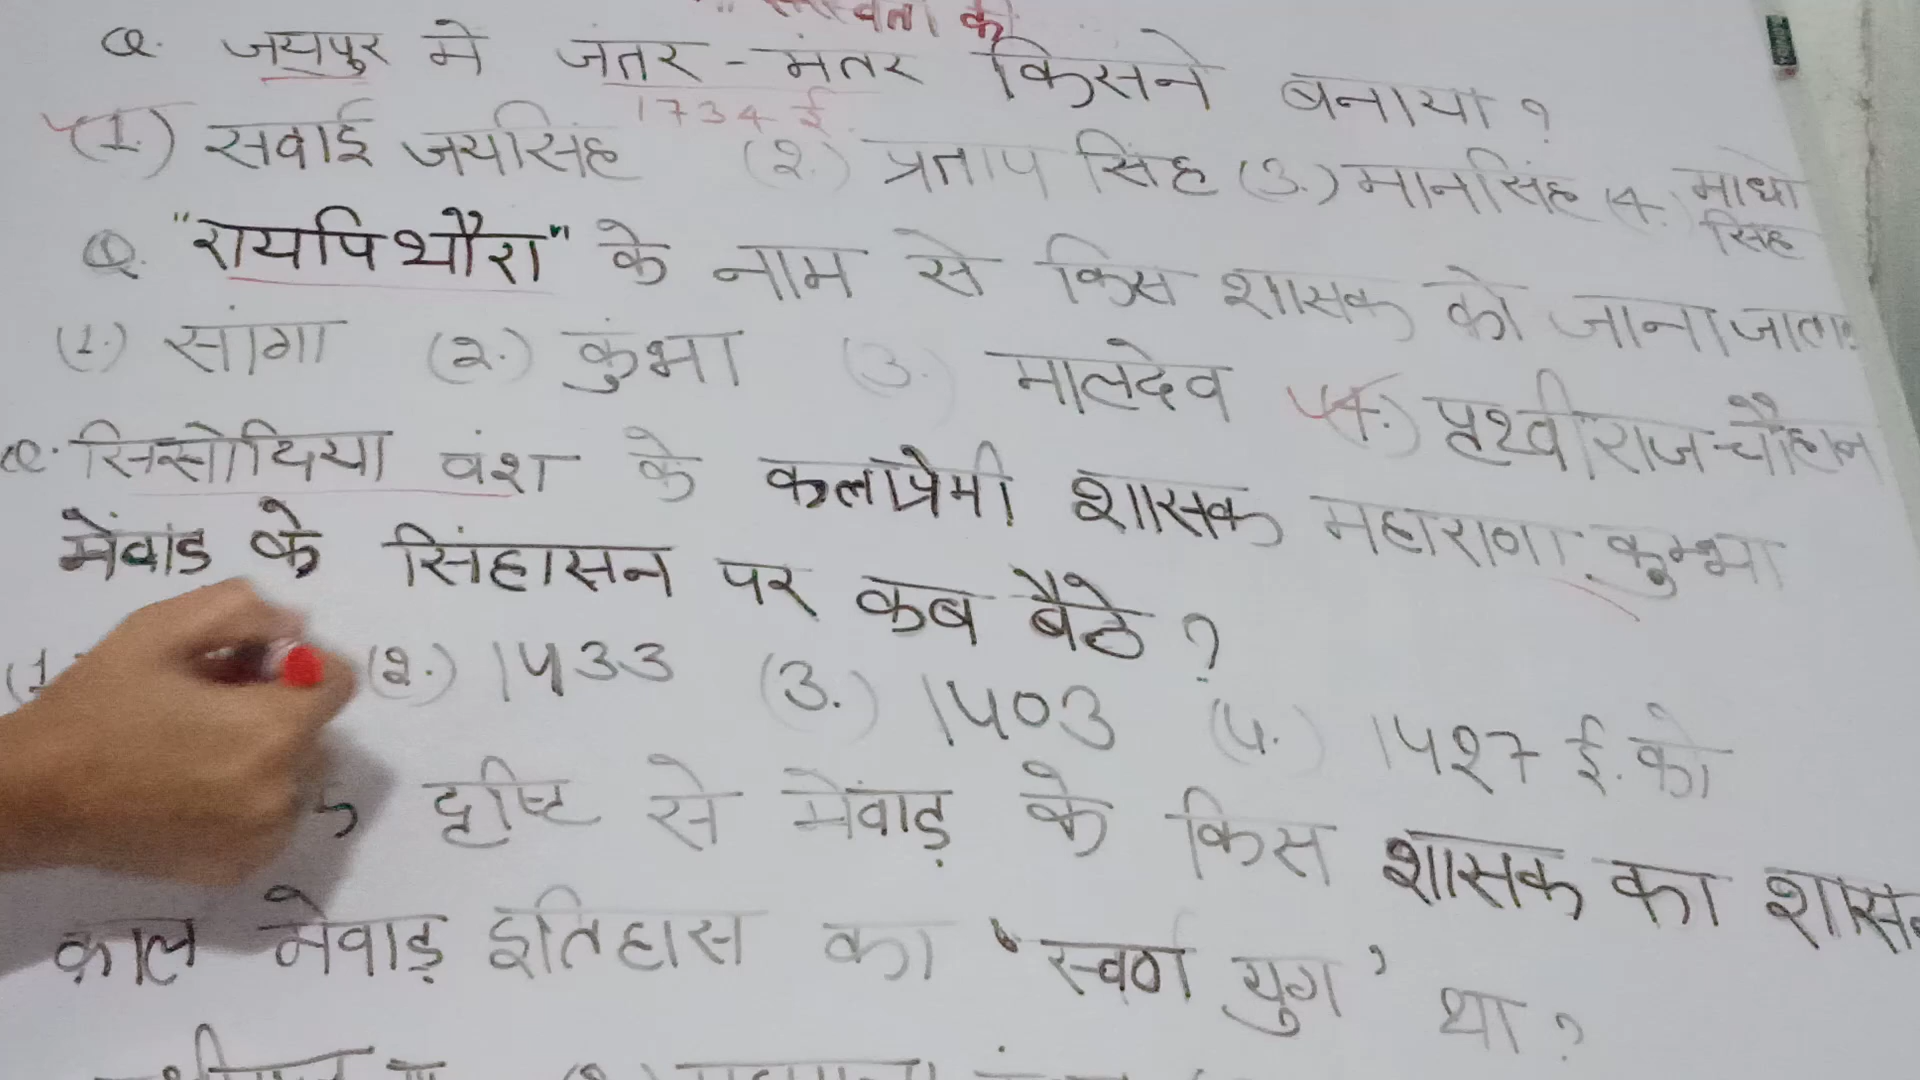 की
Q. जयपुर मे जंतर - मंतर किसने बनाया ?
1734 ई.
(1.) सवाई जयसिंह (2.) प्रताप सिंह (3.) मानसिंह (4. माधो सिंह
Q. "रायपिथौरा" के नाम से किस शासक को जाना जाता
(1.) सांगा (2.) कुंभा (3.) मालदेव (4.) पृथ्वीराज चौहान
Q. सिसोदिया वंश के कलाप्रेमी शासक महाराणा कुम्भा
मेंवाड के सिंहासन पर कब बैठे ?
(1 (2.) 1433 (3.) 1403 (4.) 1427 ई. को
दृष्टि से मेंवाड़ के किस शासक का शासन
काल मेवाड़ इतिहास का 'स्वर्ण युग' था ?